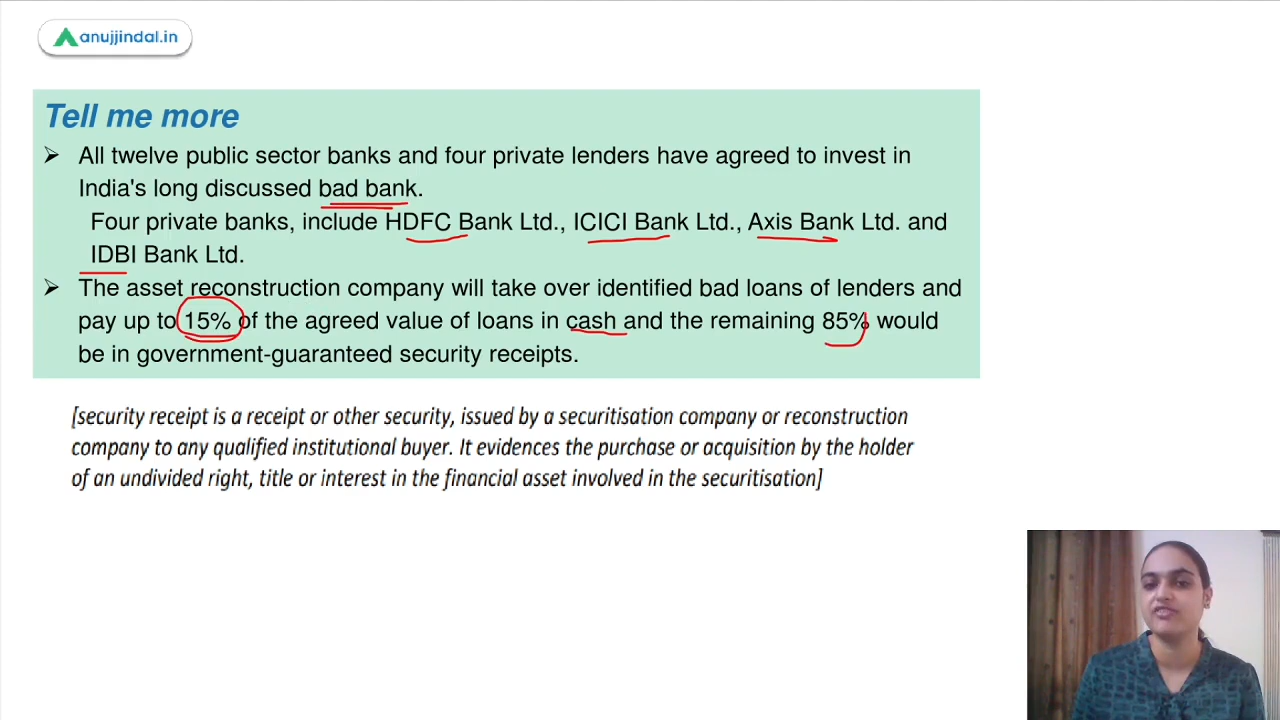 anujjindal.in
Tell me more
➢ All twelve public sector banks and four private lenders have agreed to invest in
India's long discussed bad bank.
Four private banks, include HDFC Bank Ltd., ICICI Bank Ltd., Axis Bank Ltd. and
IDBI Bank Ltd.
➢ The asset reconstruction company will take over identified bad loans of lenders and
pay up to 15% of the agreed value of loans in cash and the remaining 85% would
be in government-guaranteed security receipts.
[security receipt is a receipt or other security, issued by a securitisation company or reconstruction
company to any qualified institutional buyer. It evidences the purchase or acquisition by the holder
of an undivided right, title or interest in the financial asset involved in the securitisation]